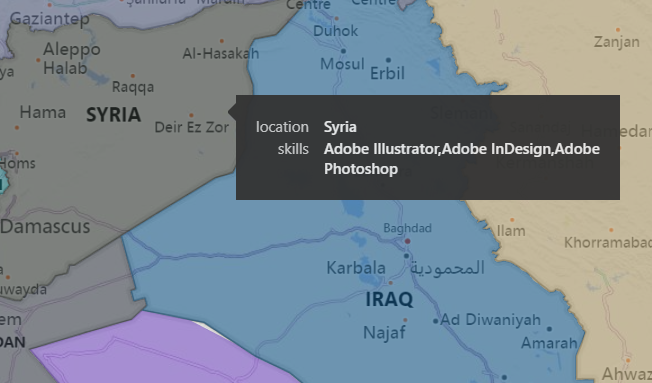 Gaziantep
Centre
Centre
Duhok
Zanjan
Aleppo
Halab
Al-Hasakah
Mosul
Erbil
Raqqa
Hama
SYRIA
Deir Ez Zor
location Syria
skills Adobe Illustrator,Adobe InDesign,Adobe
Photoshop
Homs
Damascus
Baghdad
Ilam
Khorramabad
Karbala
المحمودية
IRAQ
Najaf
Ad Diwaniyah
Amarah
Ahwaz